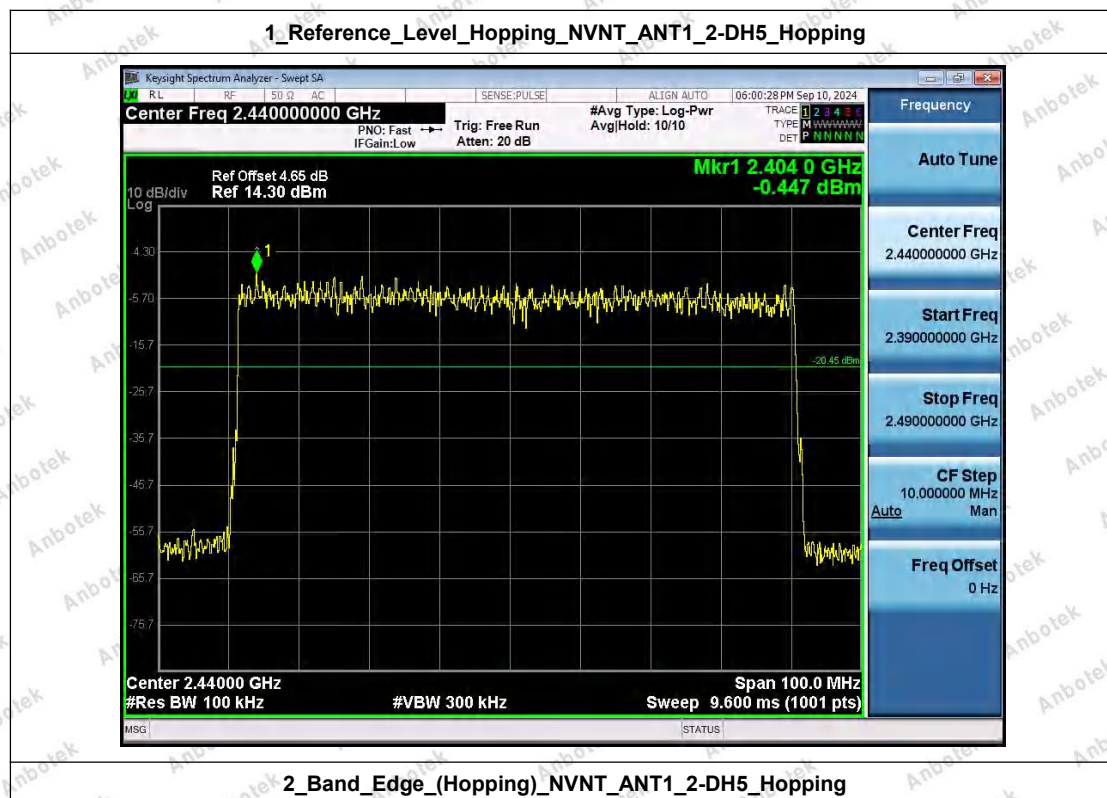 1_Reference_Level_Hopping_NVNT_ANT1_2-DH5_Hopping
Keysight Spectrum Analyzer - Swept SA
LXI RL RF 50 Ω AC SENSE:PULSE ALIGN AUTO 06:00:28 PM Sep 10, 2024
Center Freq 2.440000000 GHz
PNO: Fast
IFGain:Low
Trig: Free Run
Atten: 20 dB
#Avg Type: Log-Pwr
Avg|Hold: 10/10
TRACE 1 2 3 4 5 6
TYPE M W W W W W
DET P N N N N N
Mkr1 2.404 0 GHz
-0.447 dBm
Ref Offset 4.65 dB
10 dB/div Ref 14.30 dBm
Log
1
4.30
-5.70
-15.7
-20.45 dBm
-25.7
-35.7
-45.7
-55.7
-65.7
-75.7
Center 2.44000 GHz Span 100.0 MHz
#Res BW 100 kHz #VBW 300 kHz Sweep 9.600 ms (1001 pts)
MSG STATUS
Frequency
Auto Tune
Center Freq
2.440000000 GHz
Start Freq
2.390000000 GHz
Stop Freq
2.490000000 GHz
CF Step
10.000000 MHz
Auto Man
Freq Offset
0 Hz
2_Band_Edge_(Hopping)_NVNT_ANT1_2-DH5_Hopping
Anbotek